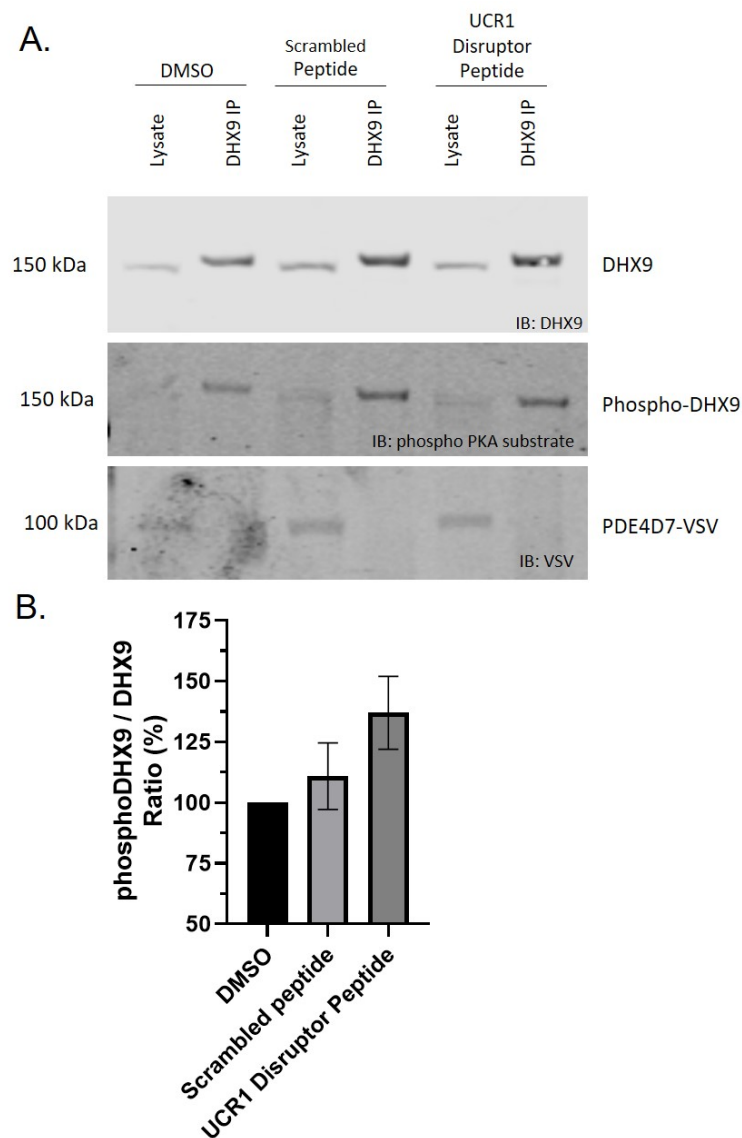 A.
DMSO
Scrambled
Peptide
UCR1
Disruptor
Peptide
Lysate
DHX9 IP
Lysate
DHX9 IP
Lysate
DHX9 IP
150 kDa
DHX9
IB: DHX9
150 kDa
Phospho-DHX9
IB: phospho PKA substrate
100 kDa
PDE4D7-VSV
IB: VSV
B.
phosphoDHX9 / DHX9
Ratio (%)
175
150
125
100
75
50
DMSO
Scrambled peptide
UCR1 Disruptor Peptide